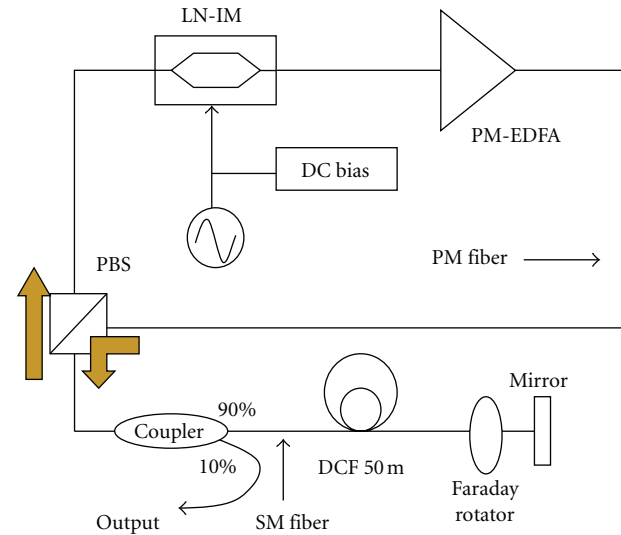 LN-IM
PM-EDFA
DC bias
PM fiber
PBS
90%
Mirror
Coupler
10%
DCF 50 m
Faraday
rotator
Output
SM fiber